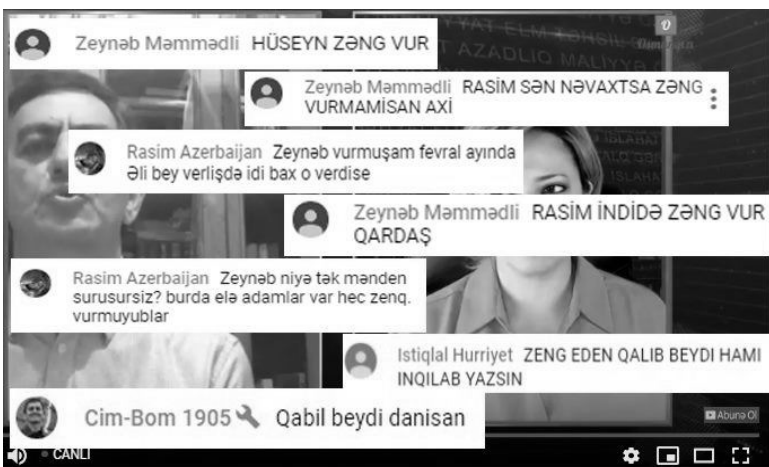 Zeynəb Məmmədli HÜSEYN ZƏNG VUR
Zeynəb Məmmədli RASİM SƏN NƏVAXTSA ZƏNG
VURMAMİSAN AXİ
Rasim Azerbaijan Zeynəb vurmuşam fevral ayında
Əli bey verlişdə idi bax o verdise
Zeynəb Məmmədli RASİM İNDİDƏ ZƏNG VUR
QARDAŞ
Rasim Azerbaijan Zeynəb niyə tək mənden
surusursiz? burda elə adamlar var hec zenq.
vurmuyublar
Istiqlal Hurriyet ZENG EDEN QALIB BEYDI HAMI
INQILAB YAZSIN
Cim-Bom 1905 Qabil beydi danisan
Abunə Ol
CANLI